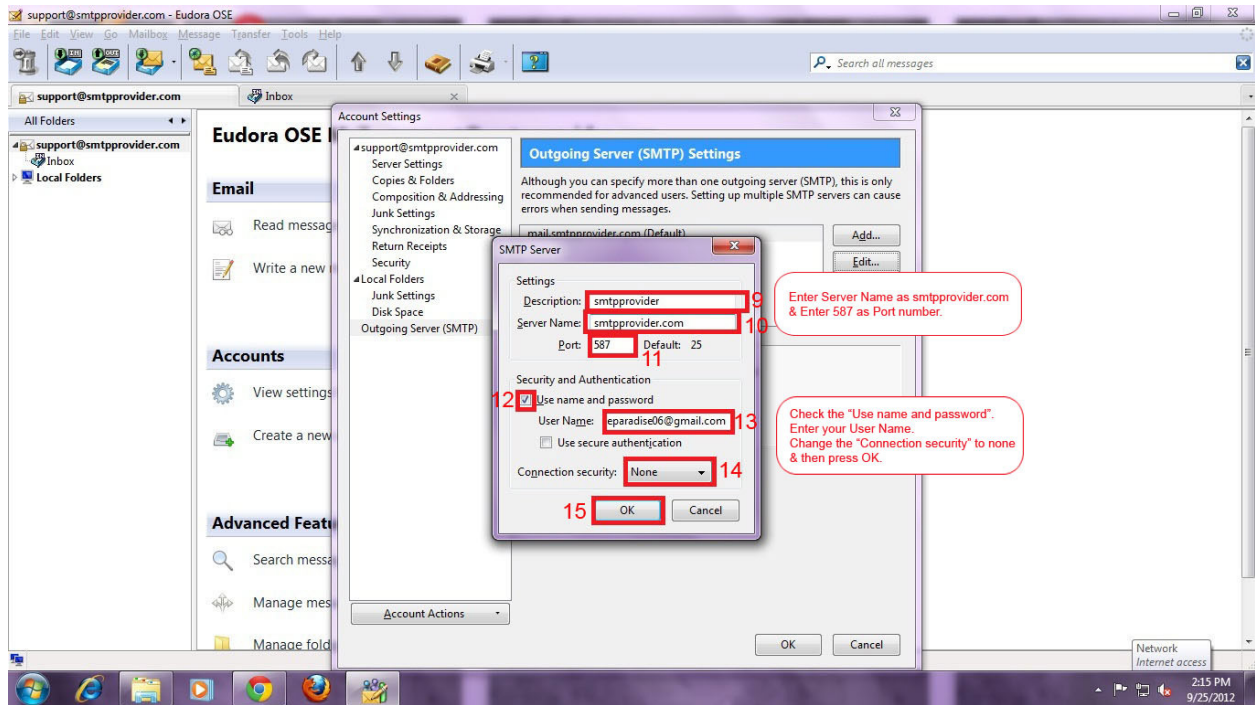 support@smtpprovider.com - Eudora OSE
File Edit View Go Mailbox Message Transfer Tools Help
Search all messages
support@smtpprovider.com
Inbox
All Folders
support@smtpprovider.com
Inbox
Local Folders
Eudora OSE
Email
Read messag
Write a new
Accounts
View settings
Create a new
Advanced Featu
Search messa
Manage mes
Manage fold
Account Settings
support@smtpprovider.com
Server Settings
Copies & Folders
Composition & Addressing
Junk Settings
Synchronization & Storage
Return Receipts
Security
Local Folders
Junk Settings
Disk Space
Outgoing Server (SMTP)
Account Actions
Outgoing Server (SMTP) Settings
Although you can specify more than one outgoing server (SMTP), this is only
recommended for advanced users. Setting up multiple SMTP servers can cause
errors when sending messages.
mail.smtpprovider.com (Default)
Add...
Edit...
SMTP Server
Settings
Description: smtpprovider 9
Server Name: smtpprovider.com 10
Port: 587 Default: 25
11
Security and Authentication
12 Use name and password
User Name: eparadise06@gmail.com 13
Use secure authentication
Connection security: None 14
15 OK Cancel
Enter Server Name as smtpprovider.com
& Enter 587 as Port number.
Check the “Use name and password”.
Enter your User Name.
Change the “Connection security” to none
& then press OK.
OK Cancel
Network
Internet access
2:15 PM
9/25/2012